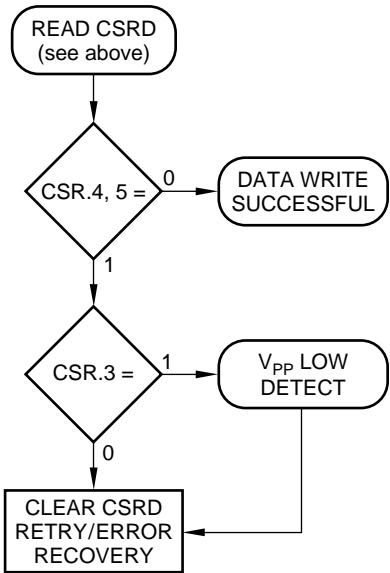 READ CSRD
(see above)
CSR.4, 5 =
0
DATA WRITE
SUCCESSFUL
1
CSR.3 =
1
VPP LOW
DETECT
0
CLEAR CSRD
RETRY/ERROR
RECOVERY